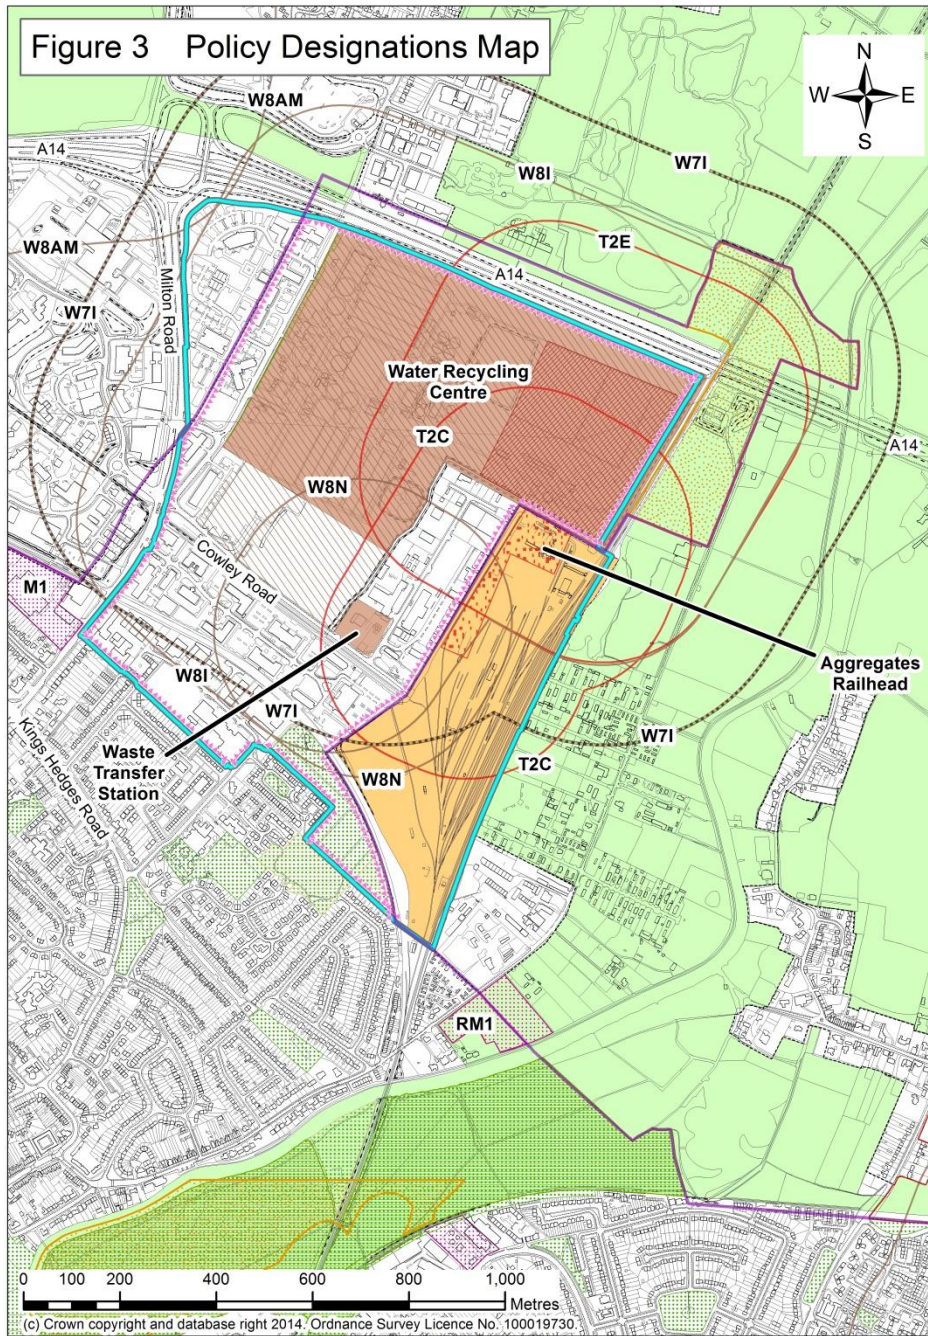 Figure 3 Policy Designations Map
N
W E
S
W8AM
A14
W7I
W8I
W8AM
T2E
A14
Milton Road
W7I
Water Recycling
Centre
T2C
A14
W8N
Cowley Road
M1
Aggregates
Railhead
W8I
W7I
W7I
Waste
Transfer
Station
T2C
W8N
Kings Hedges Road
RM1
0 100 200 400 600 800 1,000
Metres
(c) Crown copyright and database right 2014. Ordnance Survey Licence No. 100019730.